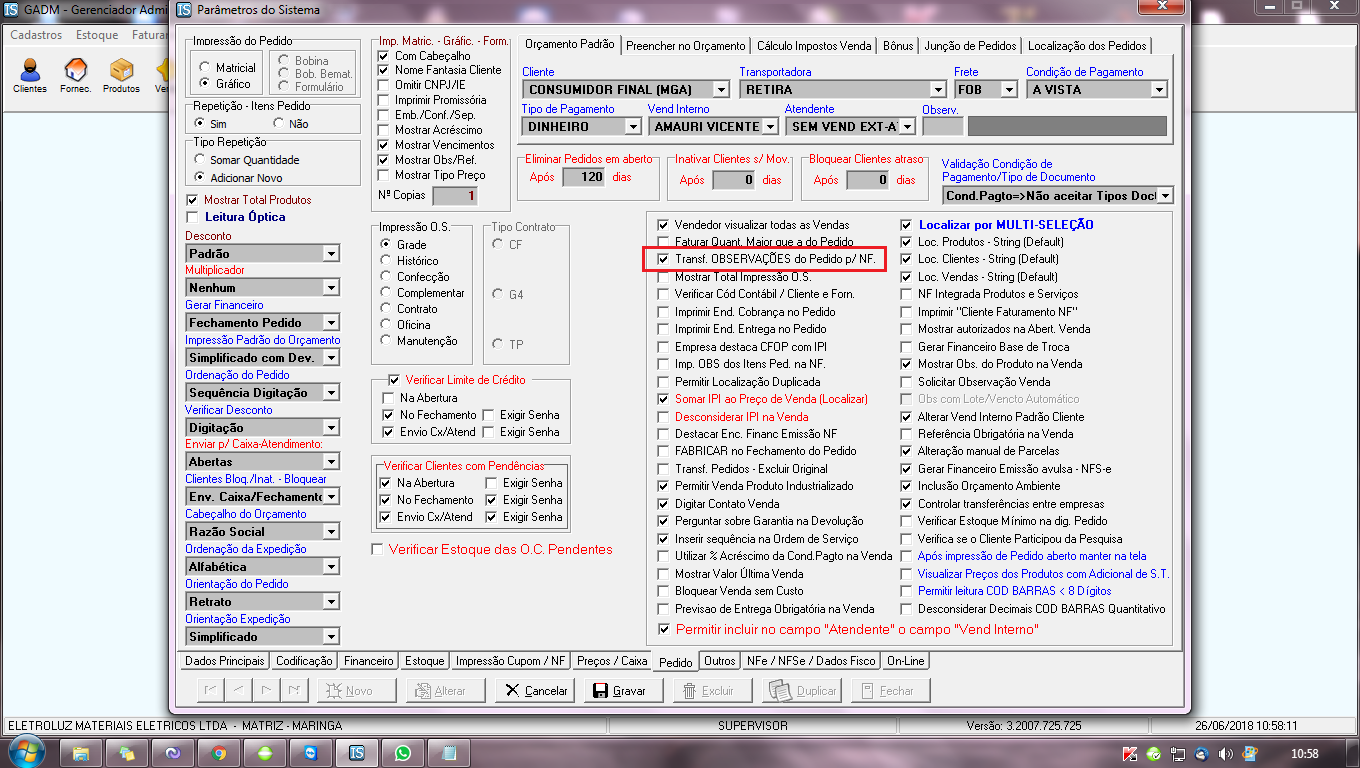 GADM - Gerenciador Admi
Parâmetros do Sistema
Cadastros Estoque Faturar
Clientes Fornec. Produtos Ver
Impressão do Pedido
Matricial
Gráfico
Bobina
Bob. Bemat.
Formulário
Repetição - Itens Pedido
Sim Não
Tipo Repetição
Somar Quantidade
Adicionar Novo
Mostrar Total Produtos
Leitura Óptica
Desconto
Padrão
Multiplicador
Nenhum
Gerar Financeiro
Fechamento Pedido
Impressão Padrão do Orçamento
Simplificado com Dev.
Ordenação do Pedido
Sequência Digitação
Verificar Desconto
Digitação
Enviar p/ Caixa-Atendimento:
Abertas
Clientes Bloq./Inat. - Bloquear
Env. Caixa/Fechamento
Cabeçalho do Orçamento
Razão Social
Ordenação da Expedição
Alfabética
Orientação do Pedido
Retrato
Orientação Expedição
Simplificado
Imp. Matric. - Gráfic. - Form.
Com Cabeçalho
Nome Fantasia Cliente
Omitir CNPJ/IE
Imprimir Promissória
Emb./Conf./Sep.
Mostrar Acréscimo
Mostrar Vencimentos
Mostrar Obs/Ref.
Mostrar Tipo Preço
Nº Copias 1
Impressão O.S.
Grade
Histórico
Confecção
Complementar
Contrato
Oficina
Manutenção
Tipo Contrato
CF
G4
TP
Verificar Limite de Crédito
Na Abertura
No Fechamento Exigir Senha
Envio Cx/Atend Exigir Senha
Verificar Clientes com Pendências
Na Abertura Exigir Senha
No Fechamento Exigir Senha
Envio Cx/Atend Exigir Senha
Verificar Estoque das O.C. Pendentes
Orçamento Padrão Preencher no Orçamento Cálculo Impostos Venda Bônus Junção de Pedidos Localização dos Pedidos
Cliente Transportadora Frete Condição de Pagamento
CONSUMIDOR FINAL (MGA) RETIRA FOB A VISTA
Tipo de Pagamento Vend Interno Atendente Observ.
DINHEIRO AMAURI VICENTE SEM VEND EXT-A
Eliminar Pedidos em aberto
Após 120 dias
Inativar Clientes s/ Mov.
Após 0 dias
Bloquear Clientes atraso
Após 0 dias
Validação Condição de
Pagamento/Tipo de Documento
Cond.Pagto=>Não aceitar Tipos Doct
Vendedor visualizar todas as Vendas
Faturar Quant. Maior que a do Pedido
Transf. OBSERVAÇÕES do Pedido p/ NF.
Mostrar Total Impressão O.S.
Verificar Cód Contábil / Cliente e Forn.
Imprimir End. Cobrança no Pedido
Imprimir End. Entrega no Pedido
Empresa destaca CFOP com IPI
Imp. OBS dos Itens Ped. na NF.
Permitir Localização Duplicada
Somar IPI ao Preço de Venda (Localizar)
Desconsiderar IPI na Venda
Destacar Enc. Financ Emissão NF
FABRICAR no Fechamento do Pedido
Transf. Pedidos - Excluir Original
Permitir Venda Produto Industrializado
Digitar Contato Venda
Perguntar sobre Garantia na Devolução
Inserir sequência na Ordem de Serviço
Utilizar % Acréscimo da Cond.Pagto na Venda
Mostrar Valor Última Venda
Bloquear Venda sem Custo
Previsao de Entrega Obrigatória na Venda
Permitir incluir no campo "Atendente" o campo "Vend Interno"
Localizar por MULTI-SELEÇÃO
Loc. Produtos - String (Default)
Loc. Clientes - String (Default)
Loc. Vendas - String (Default)
NF Integrada Produtos e Serviços
Imprimir "Cliente Faturamento NF"
Mostrar autorizados na Abert. Venda
Gerar Financeiro Base de Troca
Mostrar Obs. do Produto na Venda
Solicitar Observação Venda
Obs com Lote/Vencto Automático
Alterar Vend Interno Padrão Cliente
Referência Obrigatória na Venda
Alteração manual de Parcelas
Gerar Financeiro Emissão avulsa - NFS-e
Inclusão Orçamento Ambiente
Controlar transferências entre empresas
Verificar Estoque Mínimo na dig. Pedido
Verifica se o Cliente Participou da Pesquisa
Após impressão de Pedido aberto manter na tela
Visualizar Preços dos Produtos com Adicional de S.T.
Permitir leitura COD BARRAS < 8 Dígitos
Desconsiderar Decimais COD BARRAS Quantitativo
Dados Principais Codificação Financeiro Estoque Impressão Cupom / NF Preços / Caixa Pedido Outros NFe / NFSe / Dados Fisco On-Line
Novo Alterar Cancelar Gravar Excluir Duplicar Fechar
ELETROLUZ MATERIAIS ELETRICOS LTDA - MATRIZ - MARINGA SUPERVISOR Versão: 3.2007.725.725 26/06/2018 10:58:11
10:58